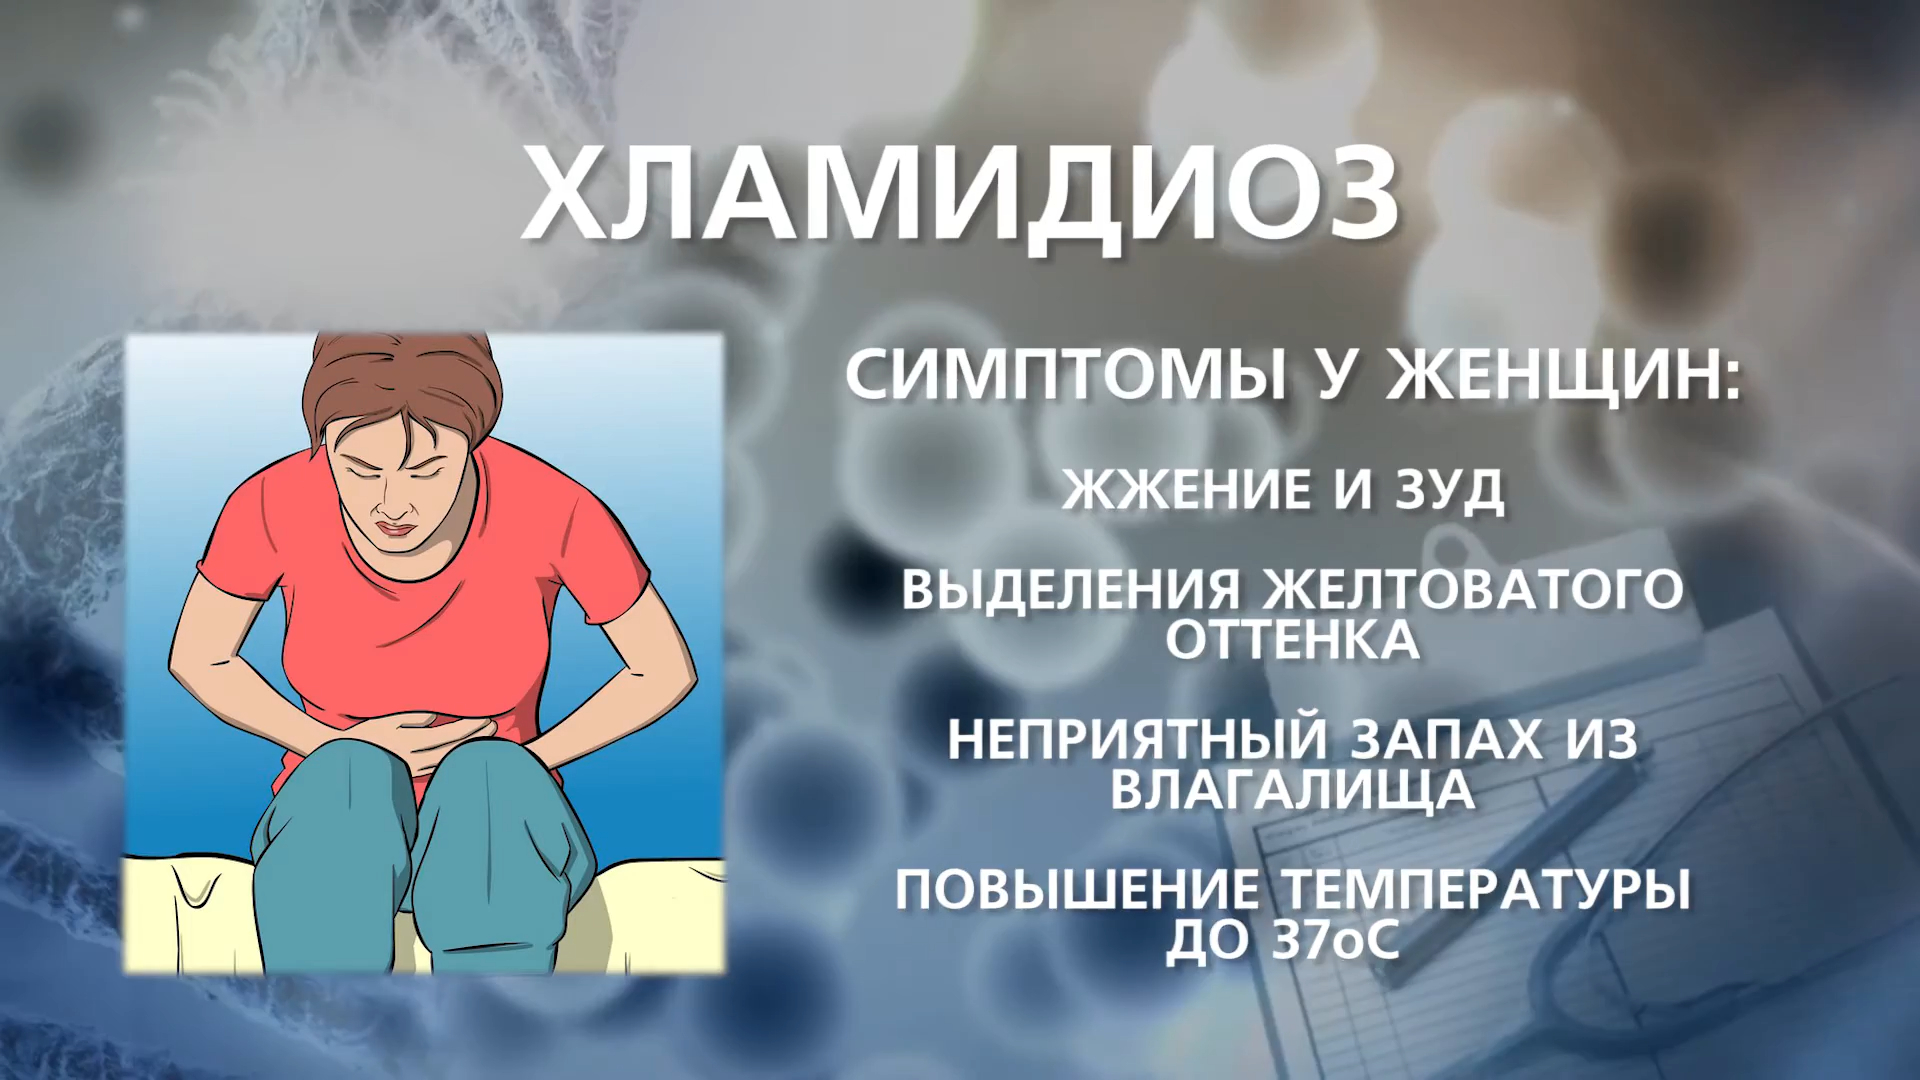 ХЛАМИДИОЗ
СИМПТОМЫ У ЖЕНЩИН:
ЖЖЕНИЕ И ЗУД
ВЫДЕЛЕНИЯ ЖЕЛТОВАТОГО
ОТТЕНКА
НЕПРИЯТНЫЙ ЗАПАХ ИЗ
ВЛАГАЛИЩА
ПОВЫШЕНИЕ ТЕМПЕРАТУРЫ
ДО 37оС